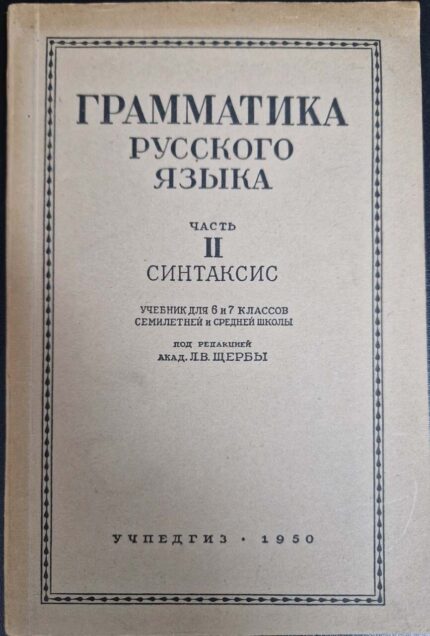 ГРАММАТИКА
РУССКОГО
ЯЗЫКА
ЧАСТЬ
II
СИНТАКСИС
УЧЕБНИК ДЛЯ 6 и 7 КЛАССОВ
СЕМИЛЕТНЕЙ и СРЕДНЕЙ ШКОЛЫ
ПОД РЕДАКЦИЕЙ
АКАД. Л.В. ЩЕРБЫ
УЧПЕДГИЗ · 1950